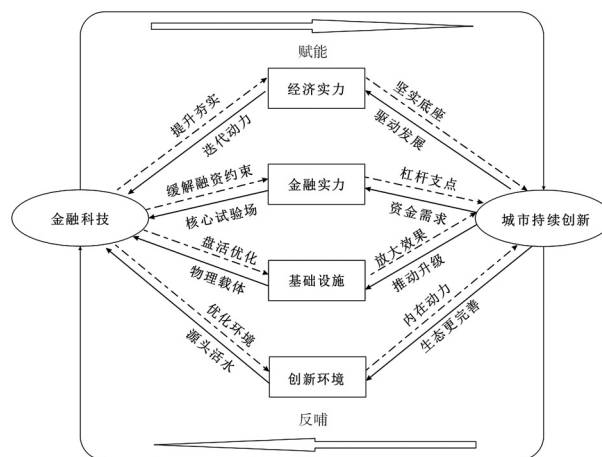 赋能
经济实力
提升夯实
迭代动力
坚实底座
驱动发展
金融实力
缓解融资约束
核心试验场
杠杆支点
资金需求
金融科技
城市持续创新
基础设施
盘活优化
物理载体
放大效果
推动升级
创新环境
优化环境
源头活水
内在动力
生态更完善
反哺